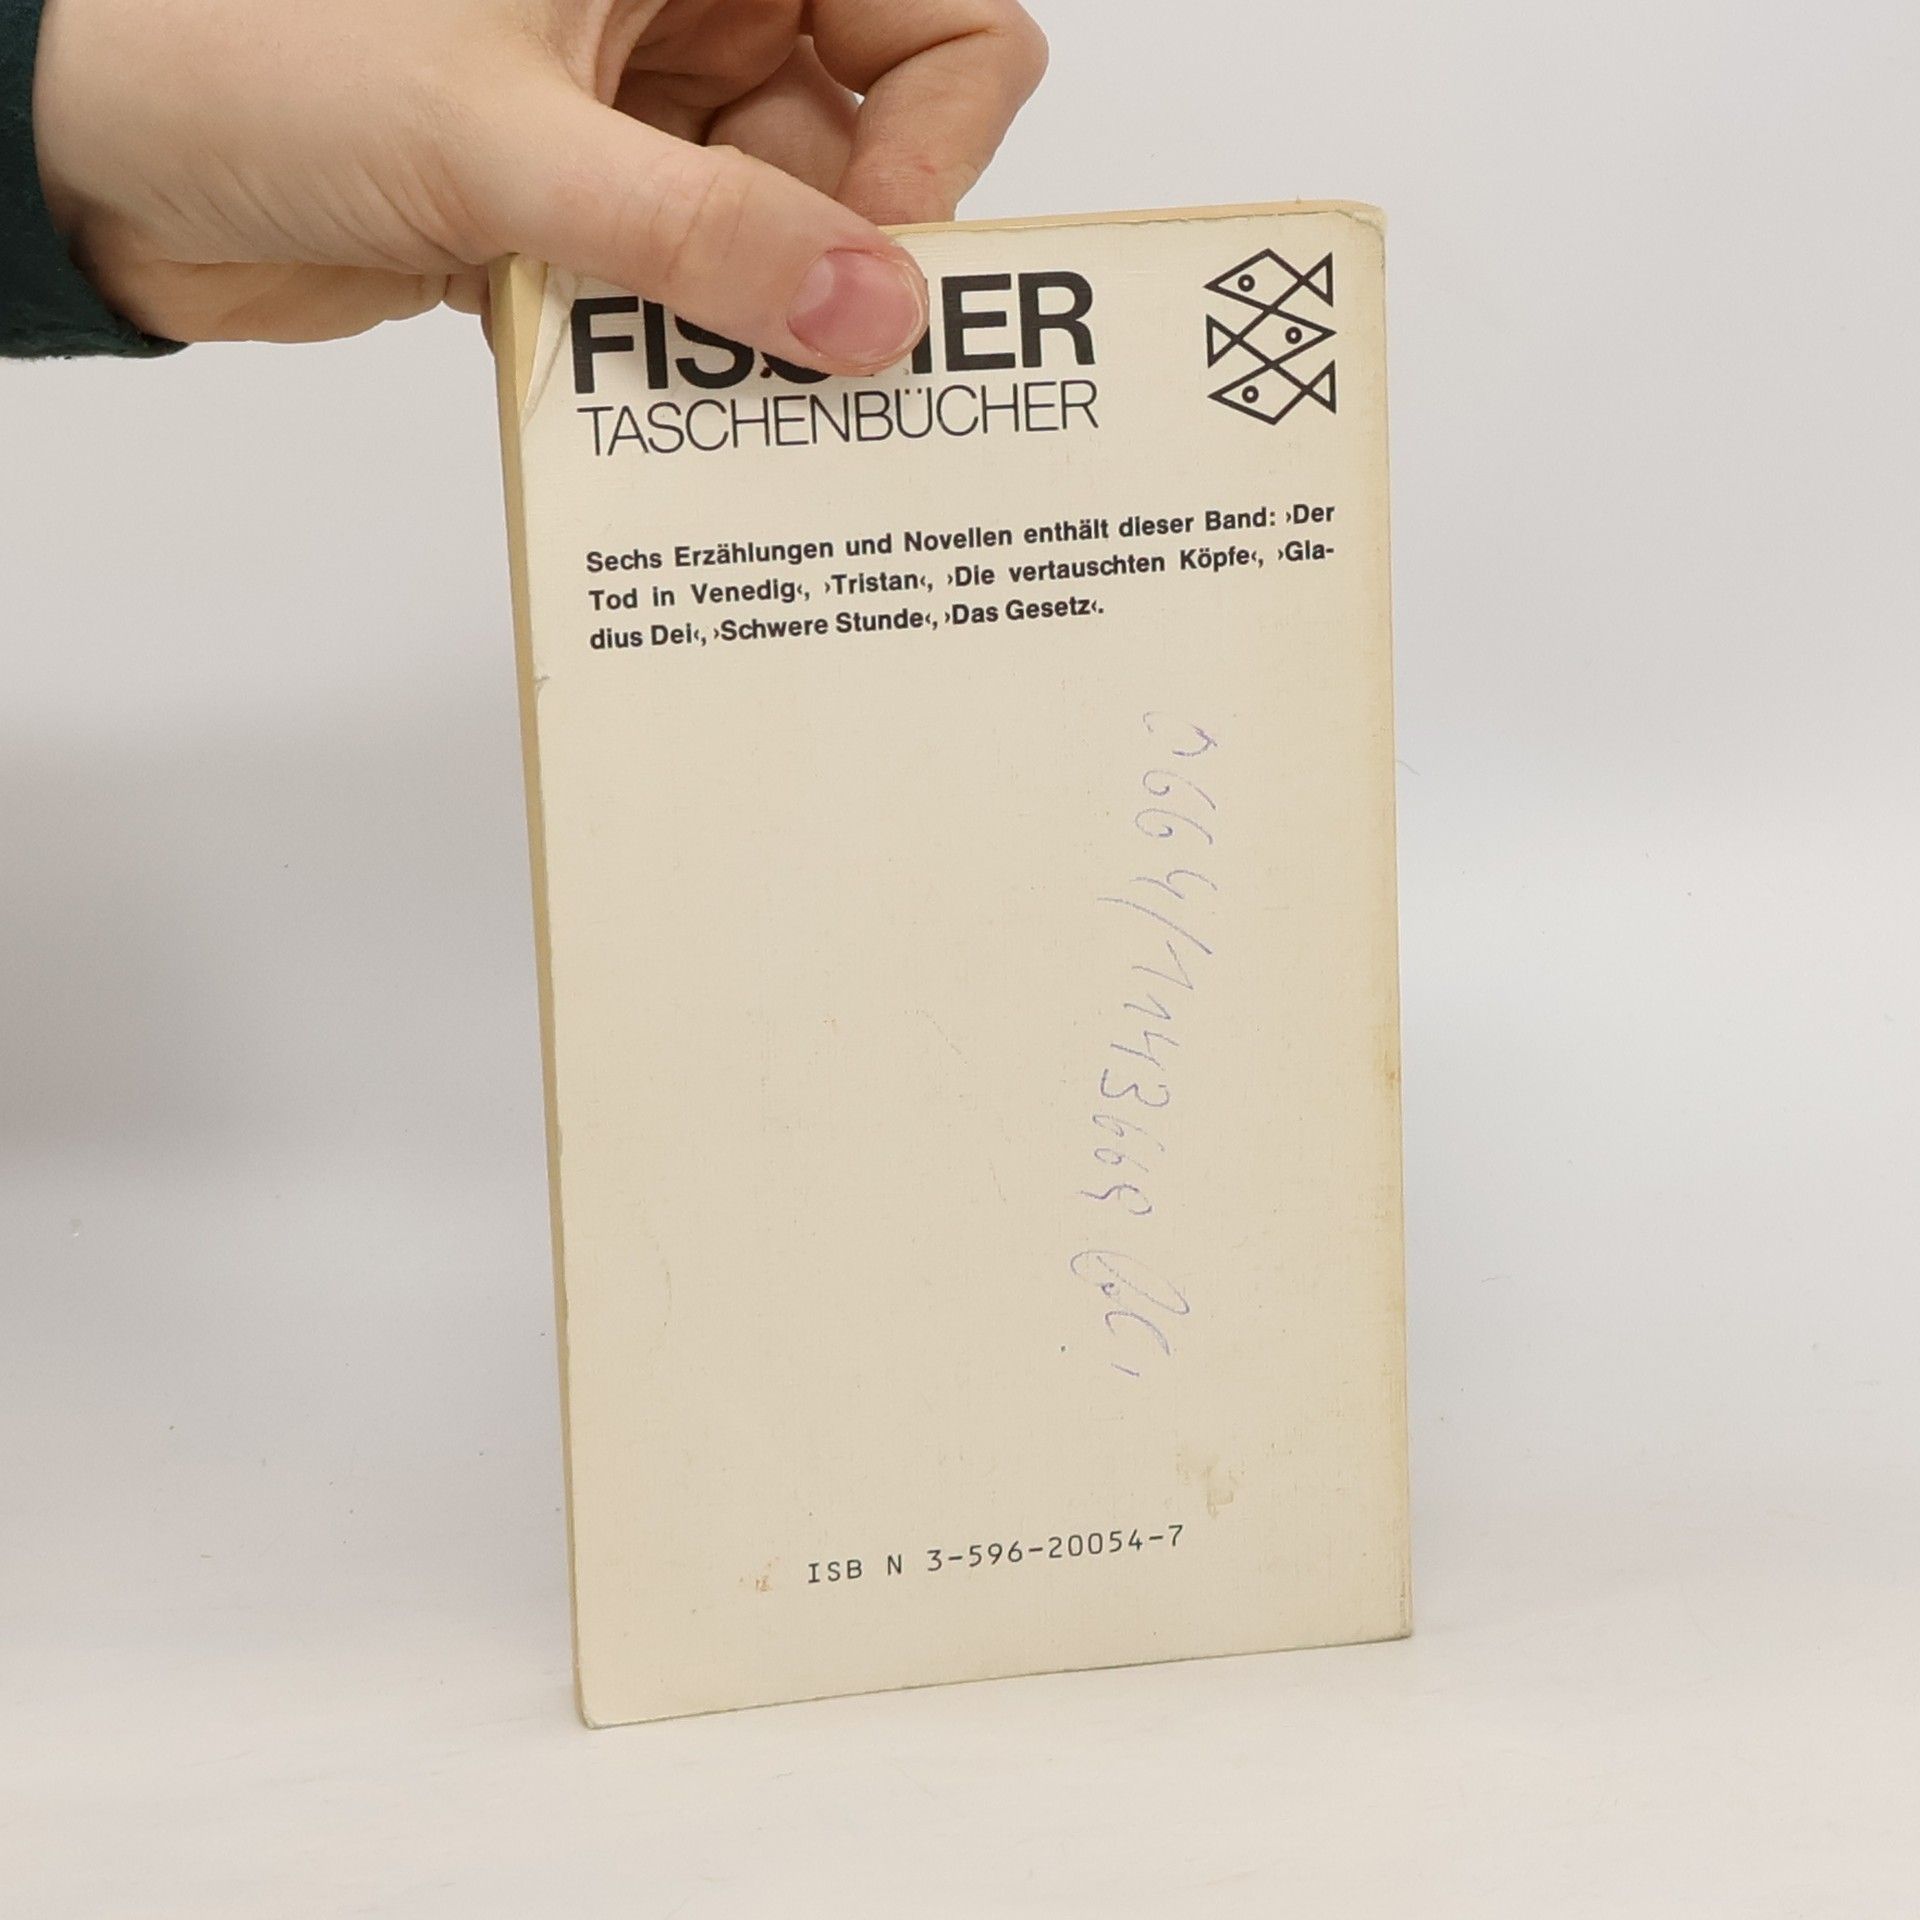 FISCHER
TASCHENBÜCHER
Sechs Erzählungen und Novellen enthält dieser Band: ›Der
Tod in Venedig‹, ›Tristan‹, ›Die vertauschten Köpfe‹, ›Gla-
dius Dei‹, ›Schwere Stunde‹, ›Das Gesetz‹.
ISB N 3-596-20054-7